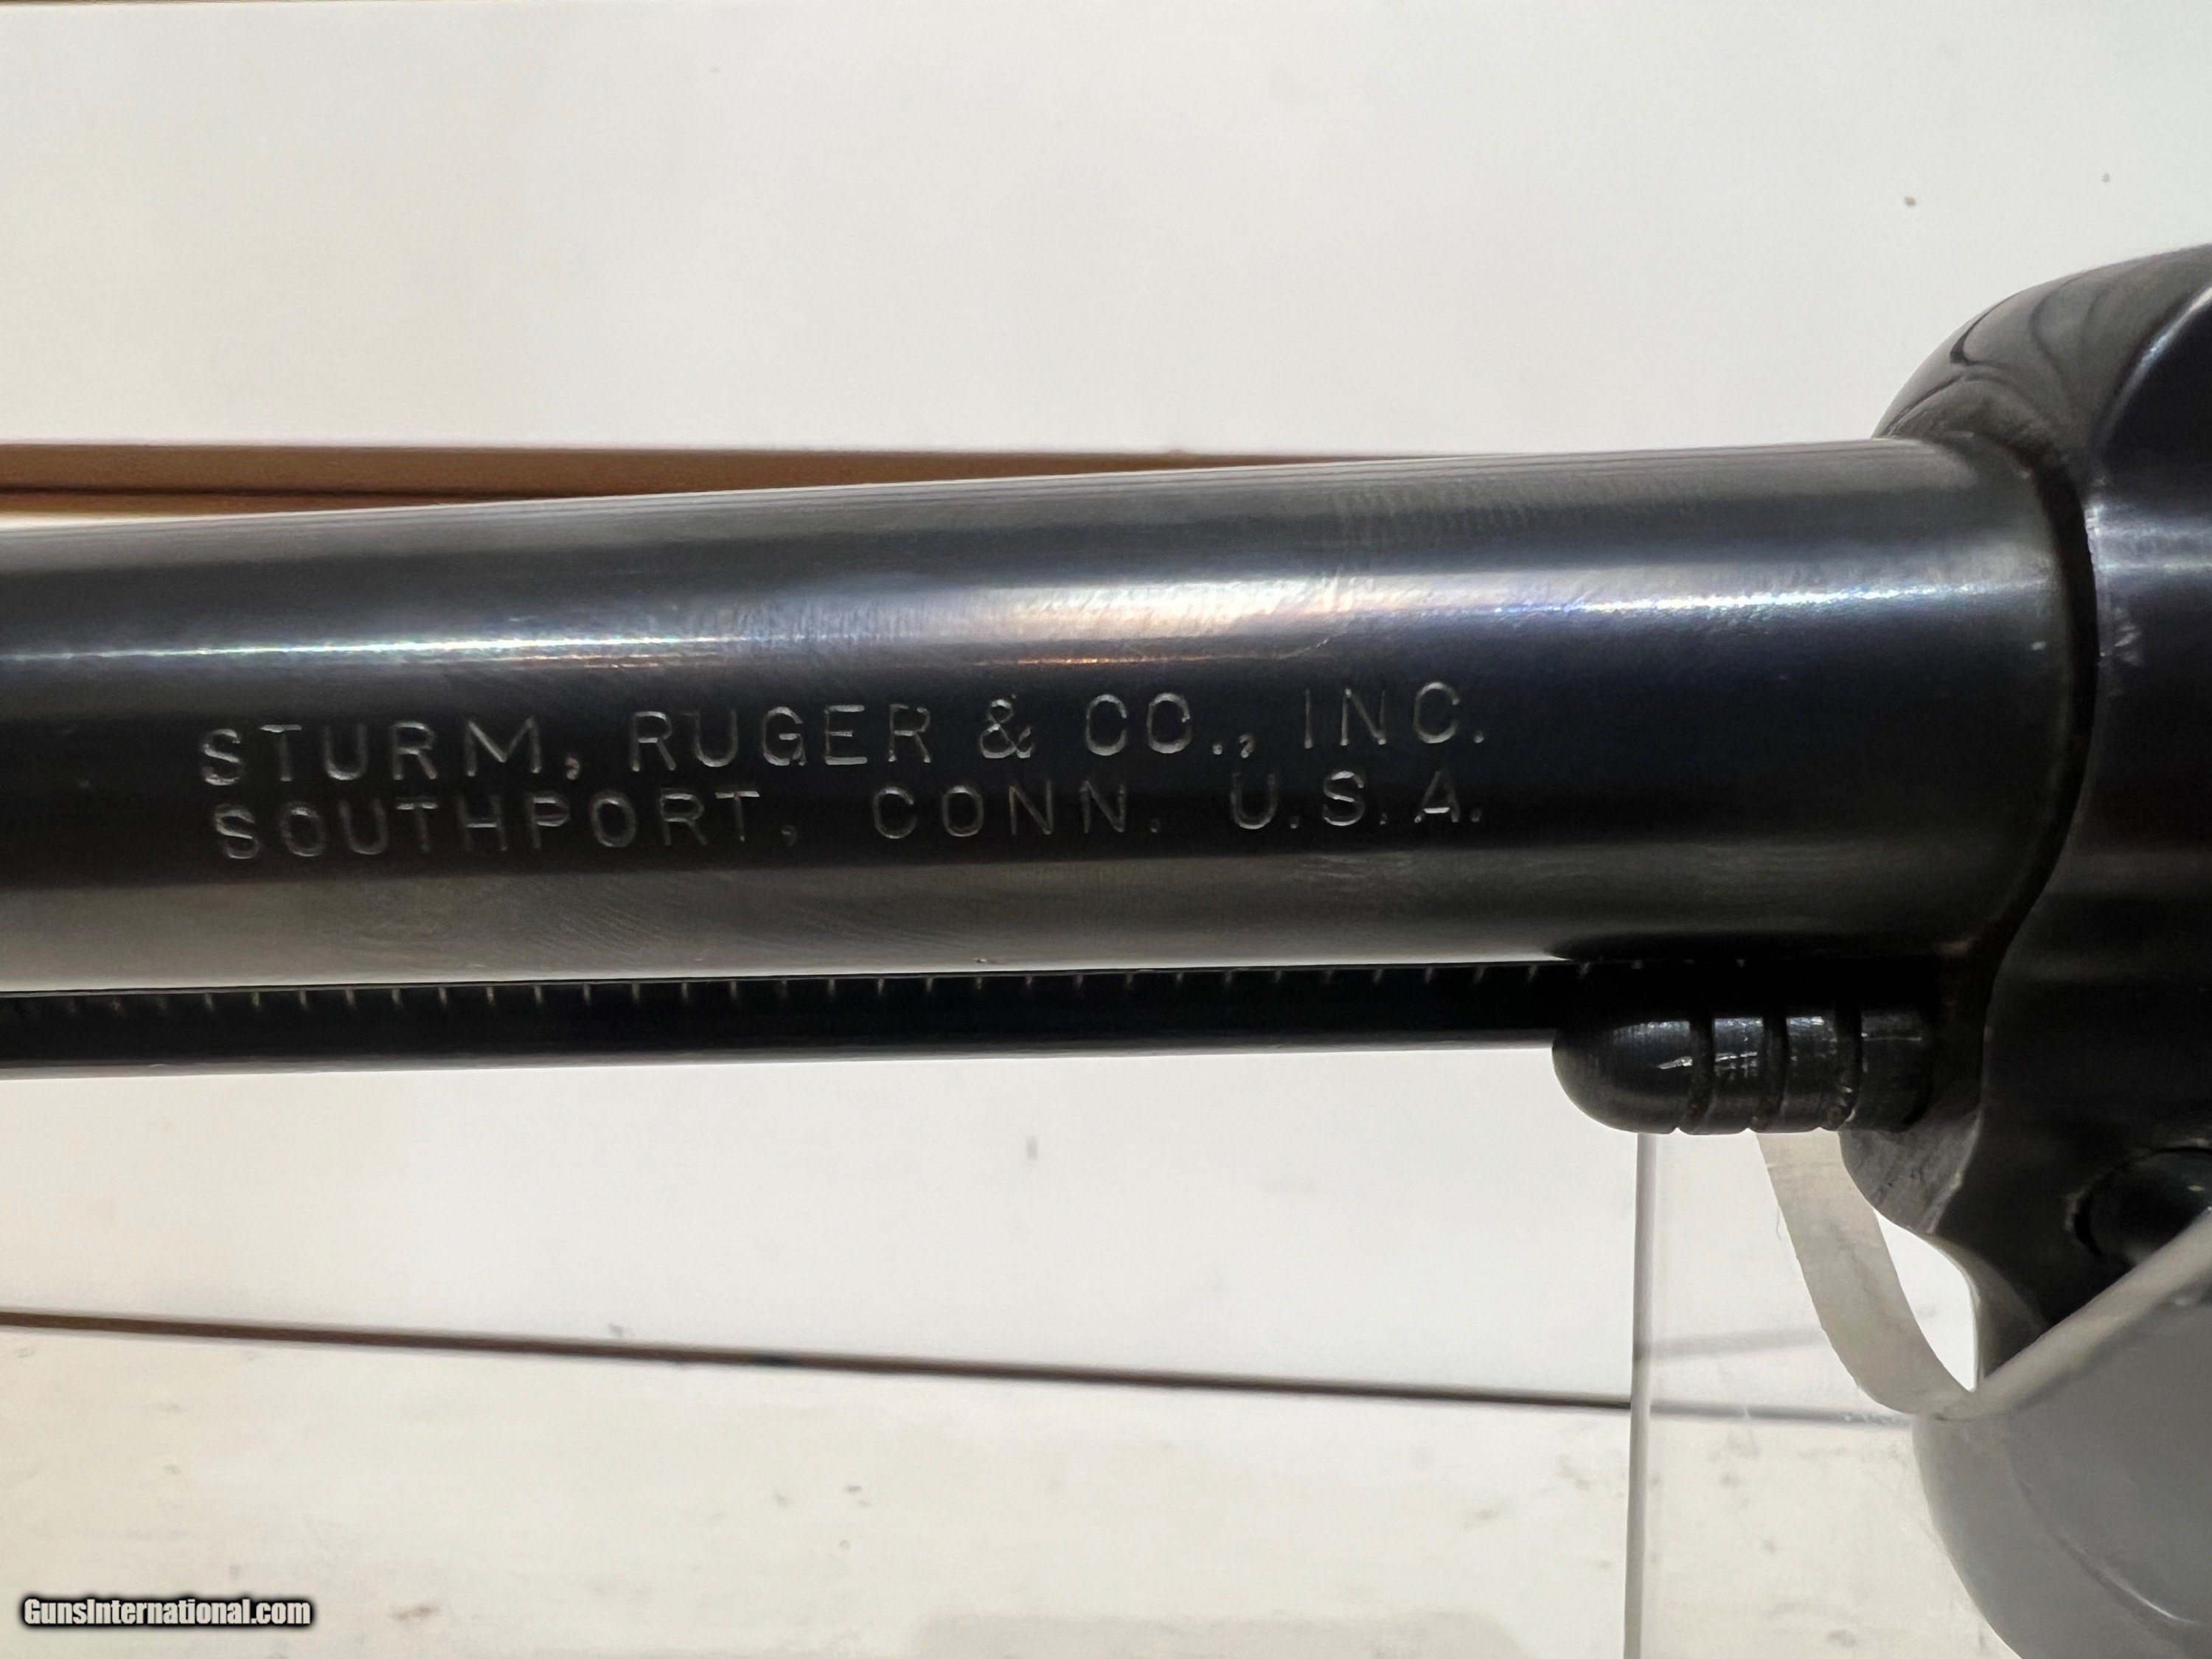 STURM, RUGER & CO., INC.
SOUTHPORT, CONN. U.S.A.
GunsInternational.com